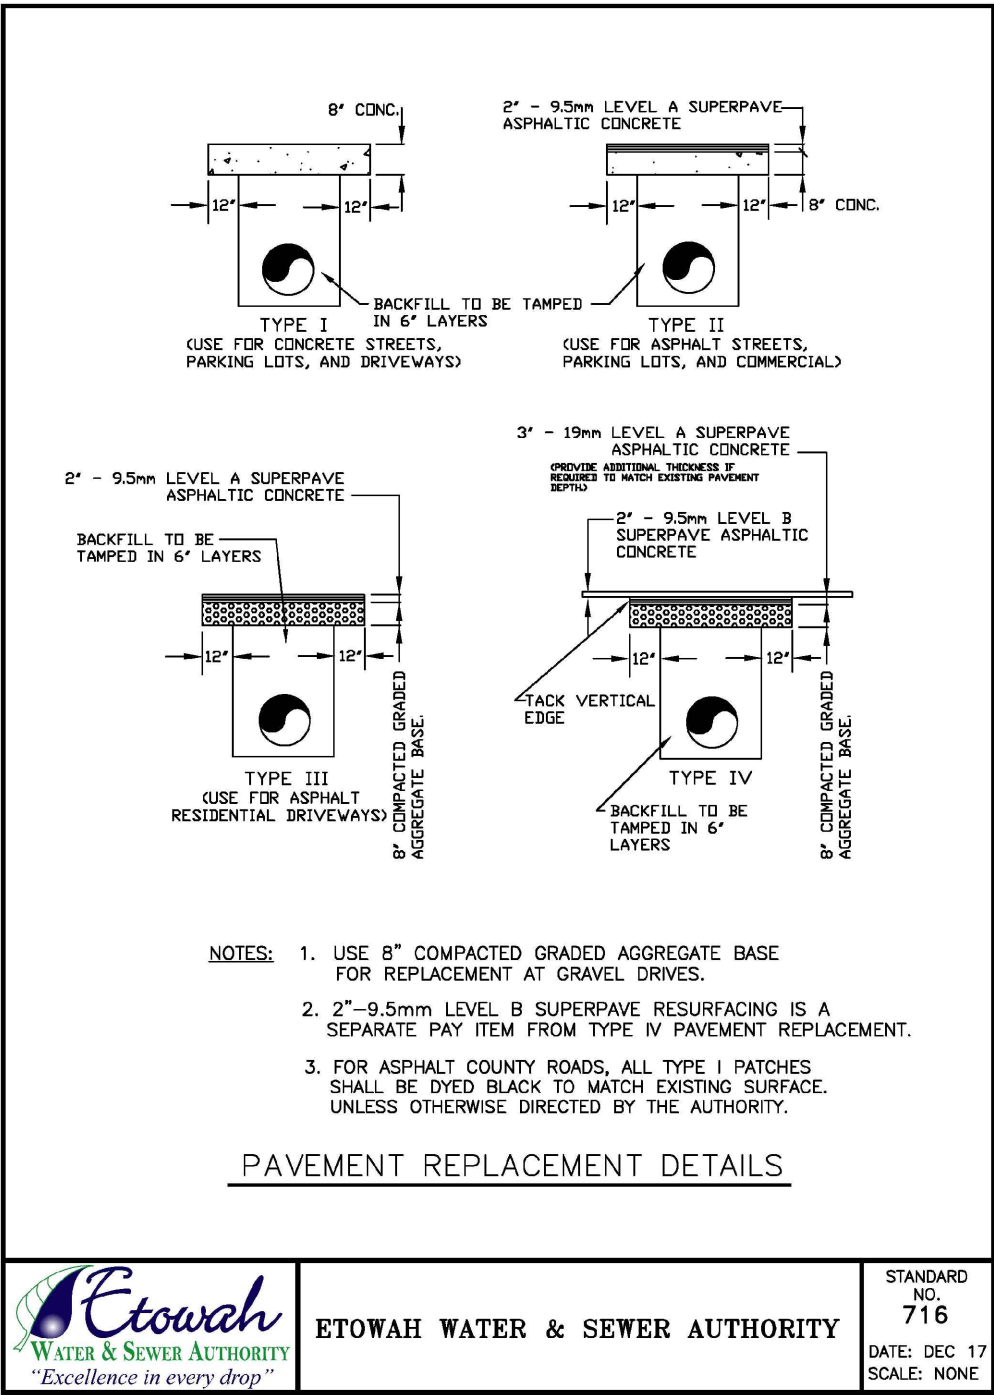 8" CONC.
2" - 9.5mm LEVEL A SUPERPAVE
ASPHALTIC CONCRETE
12"
12"
12"
12"
8" CONC.
BACKFILL TO BE TAMPED
IN 6" LAYERS
TYPE I
(USE FOR CONCRETE STREETS,
PARKING LOTS, AND DRIVEWAYS)
TYPE II
(USE FOR ASPHALT STREETS,
PARKING LOTS, AND COMMERCIAL)
2" - 9.5mm LEVEL A SUPERPAVE
ASPHALTIC CONCRETE
BACKFILL TO BE
TAMPED IN 6" LAYERS
12"
12"
8" COMPACTED GRADED
AGGREGATE BASE.
TYPE III
(USE FOR ASPHALT
RESIDENTIAL DRIVEWAYS)
3" - 19mm LEVEL A SUPERPAVE
ASPHALTIC CONCRETE
(PROVIDE ADDITIONAL THICKNESS IF
REQUIRED TO MATCH EXISTING PAVEMENT
DEPTH.)
2" - 9.5mm LEVEL B
SUPERPAVE ASPHALTIC
CONCRETE
12"
12"
TACK VERTICAL
EDGE
8" COMPACTED GRADED
AGGREGATE BASE.
TYPE IV
BACKFILL TO BE
TAMPED IN 6"
LAYERS
NOTES: 1. USE 8" COMPACTED GRADED AGGREGATE BASE
FOR REPLACEMENT AT GRAVEL DRIVES.
2. 2"-9.5mm LEVEL B SUPERPAVE RESURFACING IS A
SEPARATE PAY ITEM FROM TYPE IV PAVEMENT REPLACEMENT.
3. FOR ASPHALT COUNTY ROADS, ALL TYPE I PATCHES
SHALL BE DYED BLACK TO MATCH EXISTING SURFACE.
UNLESS OTHERWISE DIRECTED BY THE AUTHORITY.
PAVEMENT REPLACEMENT DETAILS
Etowah
WATER & SEWER AUTHORITY
"Excellence in every drop"
ETOWAH WATER & SEWER AUTHORITY
STANDARD
NO.
716
DATE: DEC 17
SCALE: NONE